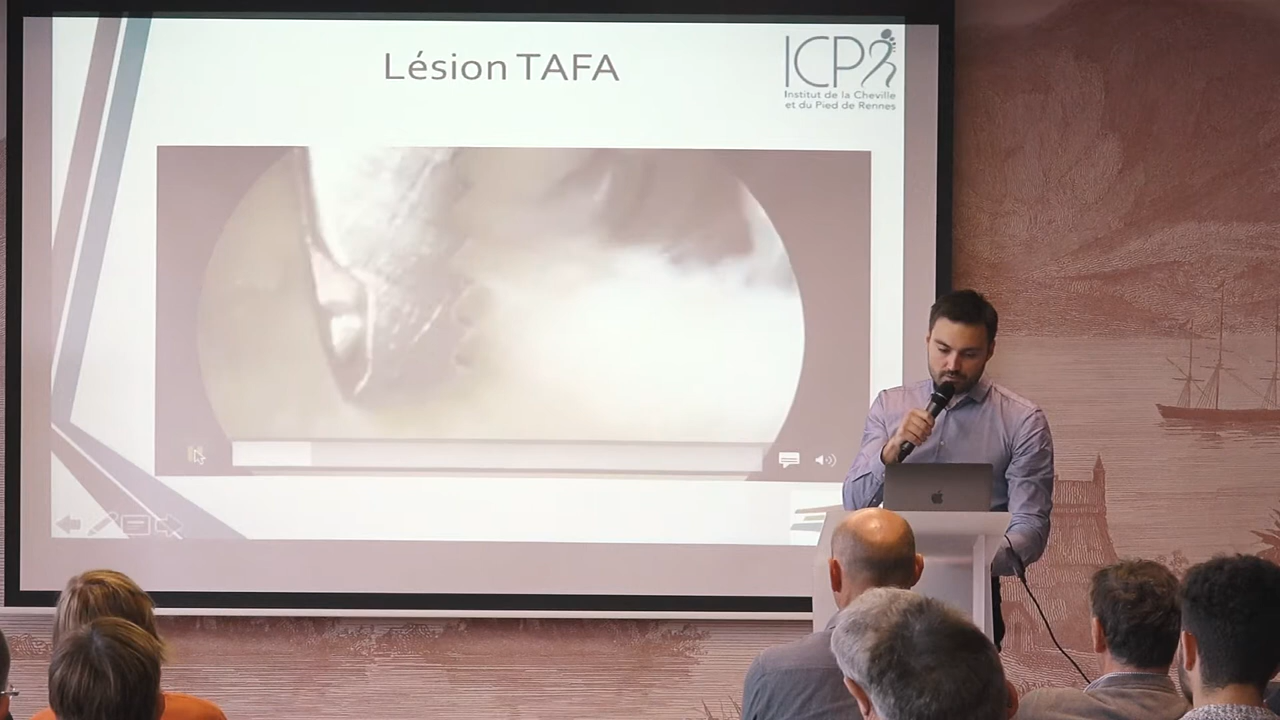 Lésion TAFA
ICP
Institut de la Cheville
et du Pied de Rennes